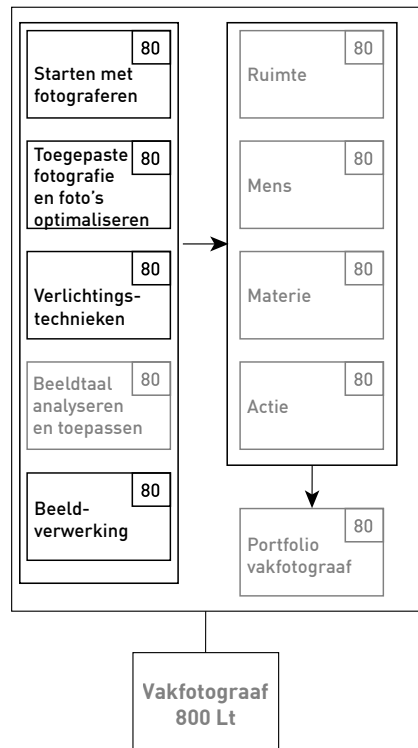 80
Starten met
fotograferen
80
Toegepaste
fotografie
en foto's
optimaliseren
80
Verlichtings-
technieken
80
Beeldtaal
analyseren
en toepassen
80
Beeld-
verwerking
80
Ruimte
80
Mens
80
Materie
80
Actie
80
Portfolio
vakfotograaf
Vakfotograaf
800 Lt